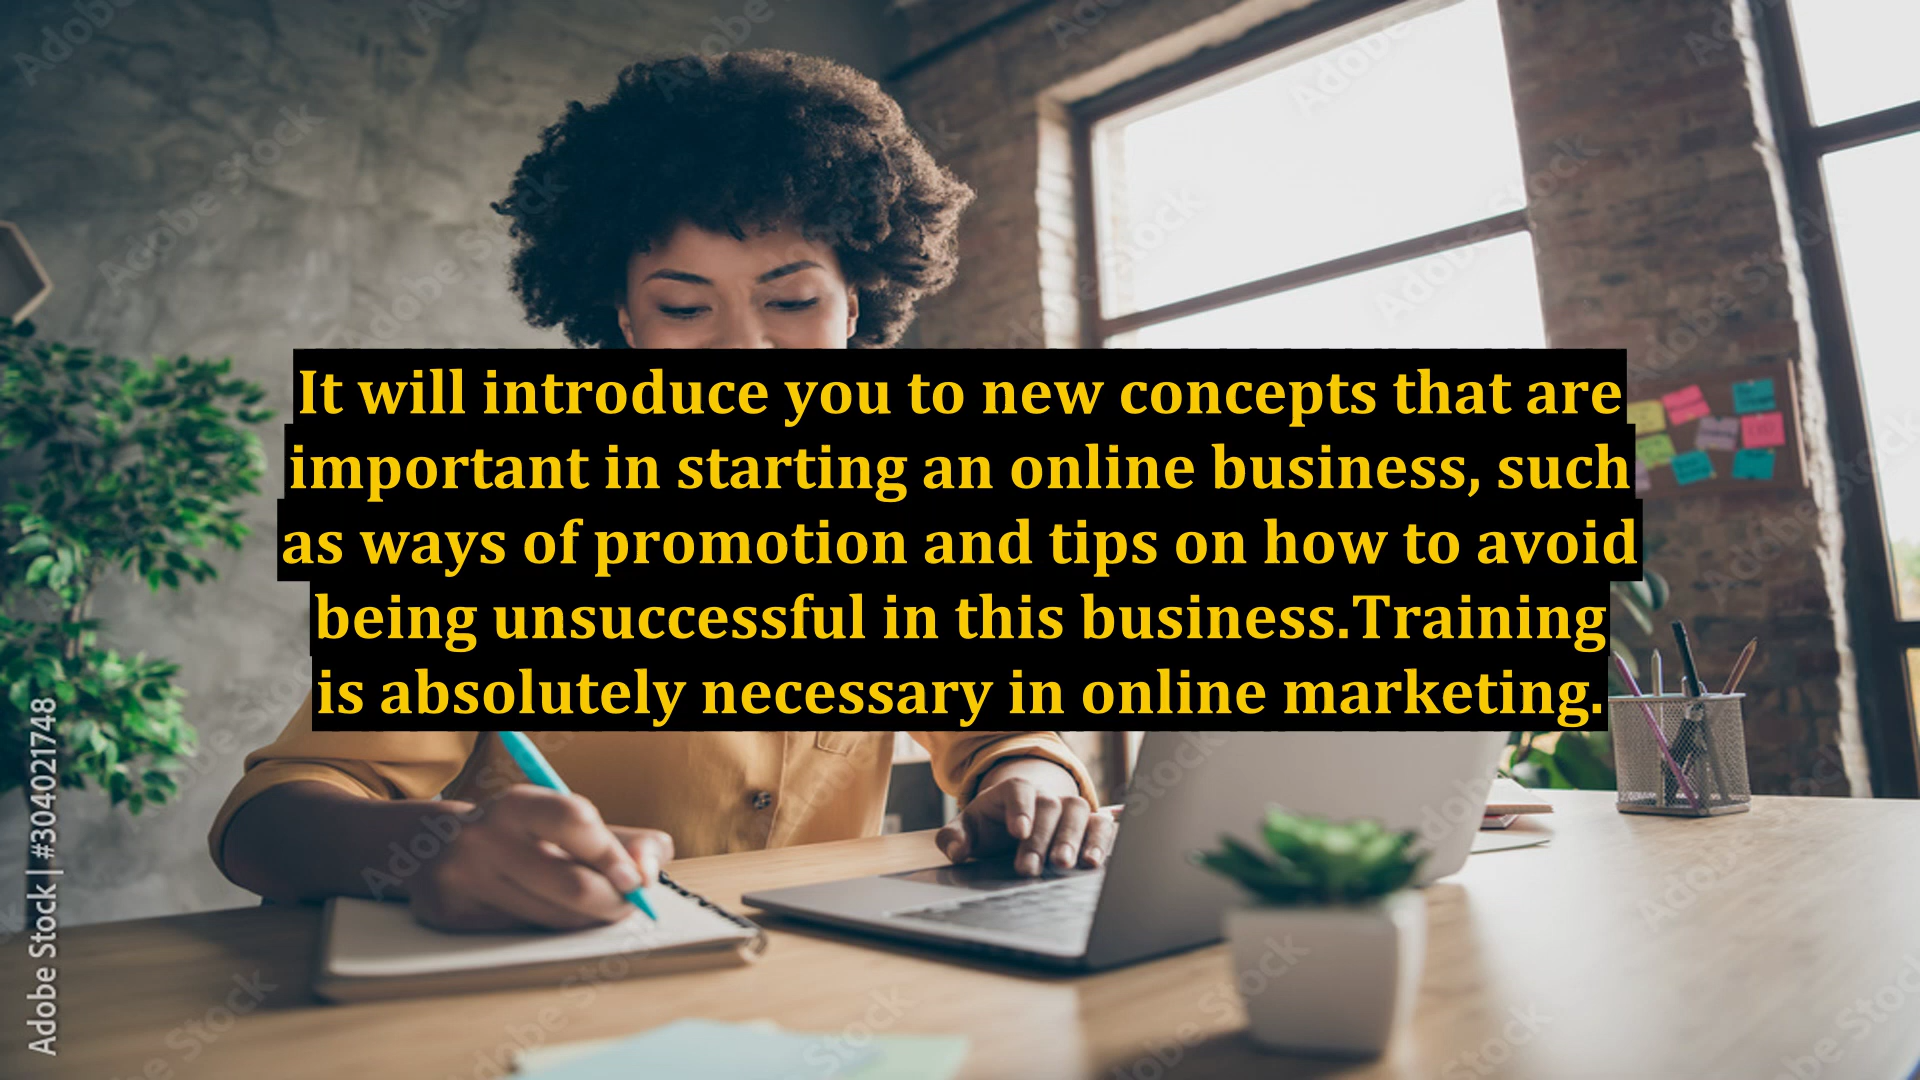 It will introduce you to new concepts that are
important in starting an online business, such
as ways of promotion and tips on how to avoid
being unsuccessful in this business.Training
is absolutely necessary in online marketing.
Adobe Stock | #304021748